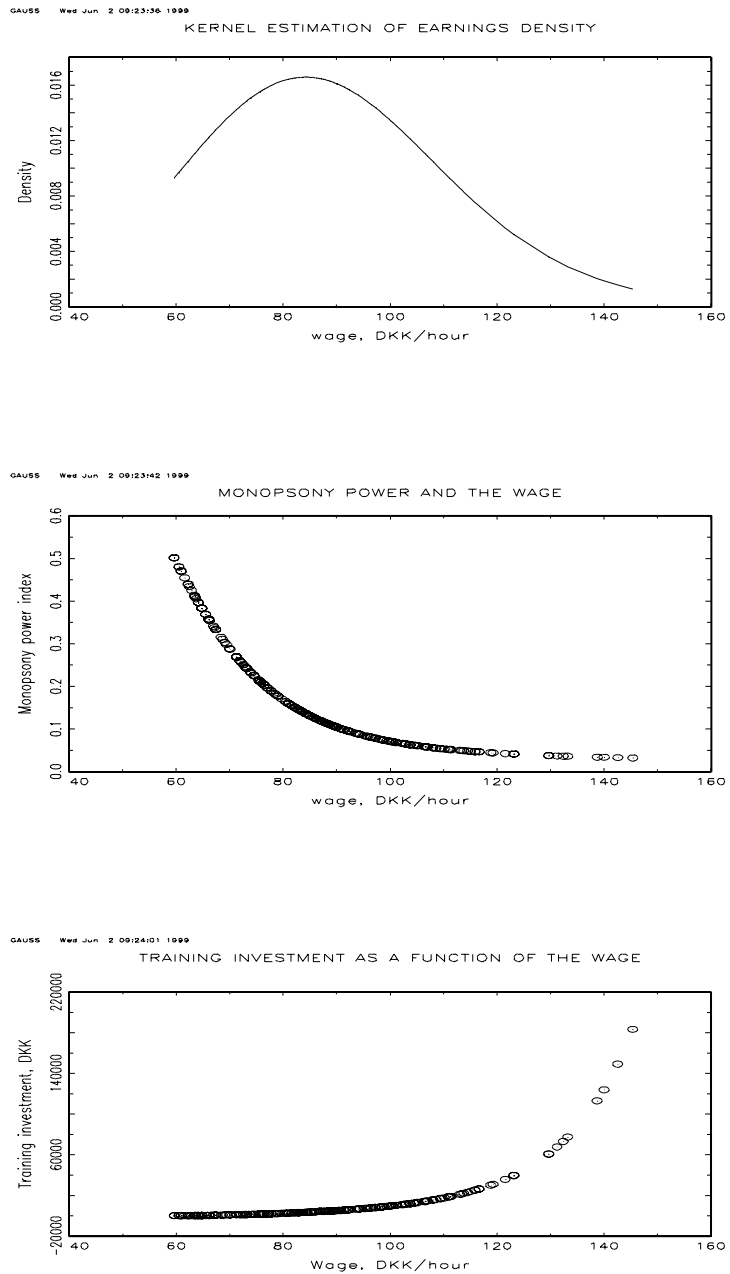 GAUSS Wed Jun 2 09:23:36 1999
KERNEL ESTIMATION OF EARNINGS DENSITY
Density
0.016
0.012
0.008
0.004
0.000
40 60 80 100 120 140 160
wage, DKK/hour
GAUSS Wed Jun 2 09:23:42 1999
MONOPSONY POWER AND THE WAGE
Monopsony power index
0.6
0.5
0.4
0.3
0.2
0.1
0.0
40 60 80 100 120 140 160
wage, DKK/hour
GAUSS Wed Jun 2 09:24:01 1999
TRAINING INVESTMENT AS A FUNCTION OF THE WAGE
Training investment, DKK
220000
140000
60000
-20000
40 60 80 100 120 140 160
Wage, DKK/hour